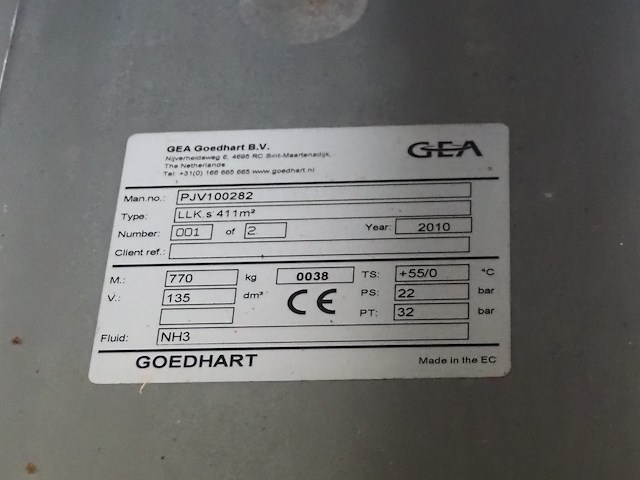 GEA Goedhart B.V.
Nijverheidsweg 6, 4695 RC Sint-Maartensdijk,
The Netherlands
Tel: +31(0) 166 665 665 www.goedhart.nl
GEA
Man.no.: PJV100282
Type: LLK.s 411m²
Number: 001 of 2 Year: 2010
Client ref.:
M.: 770 kg 0038 TS: +55/0 °C
V.: 135 dm³ CE PS: 22 bar
PT: 32 bar
Fluid: NH3
GOEDHART Made in the EC